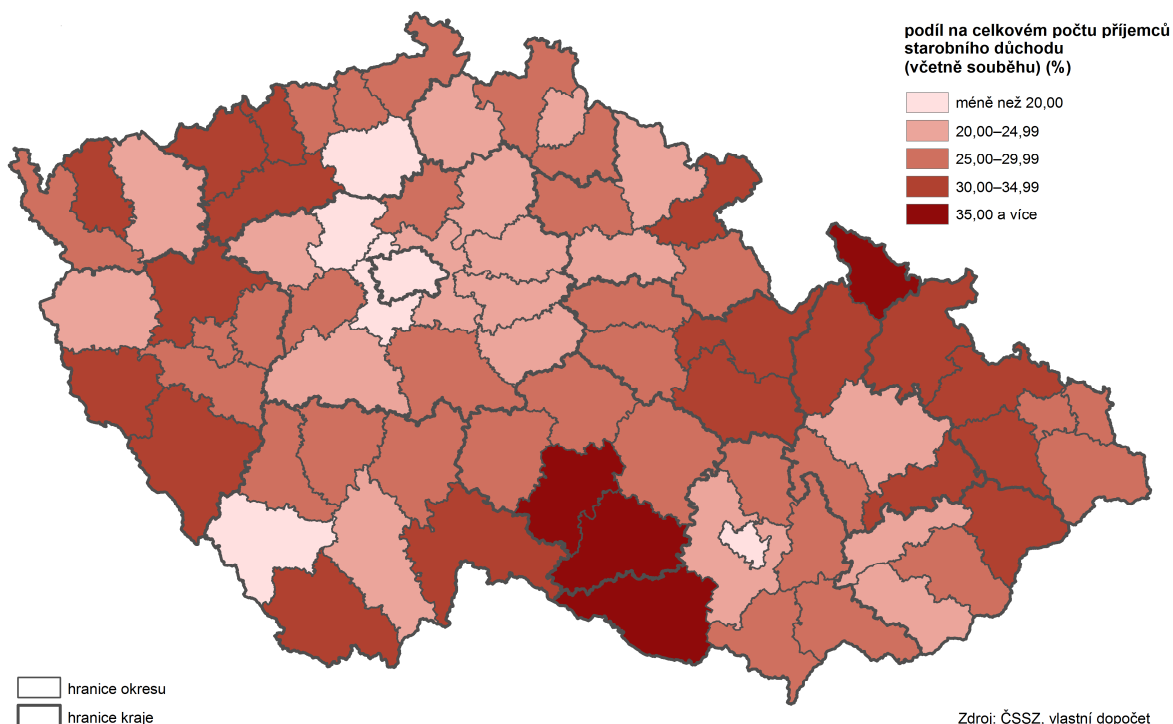 podíl na celkovém počtu příjemců
starobního důchodu
(včetně souběhu) (%)
méně než 20,00
20,00–24,99
25,00–29,99
30,00–34,99
35,00 a více
hranice okresu
hranice kraje
Zdroj: ČSSZ, vlastní dopočet